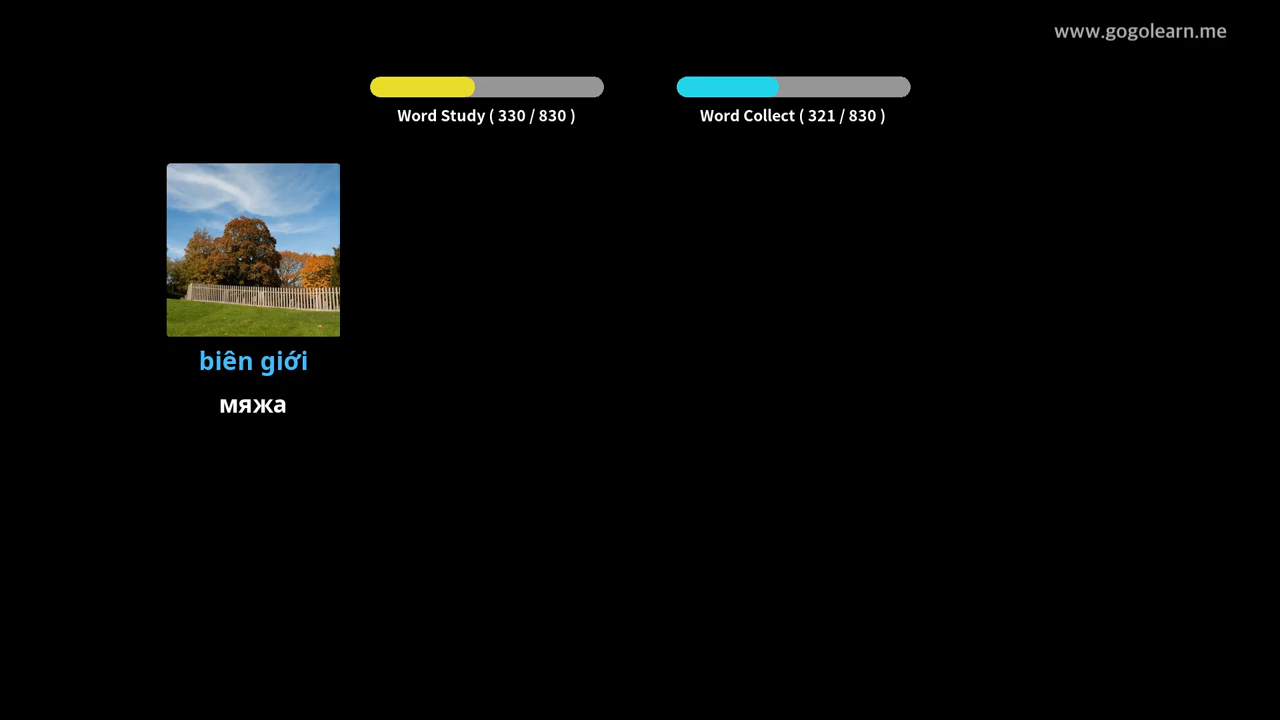 www.gogolearn.me
Word Study ( 330 / 830 )
Word Collect ( 321 / 830 )
biên giới
мяжа